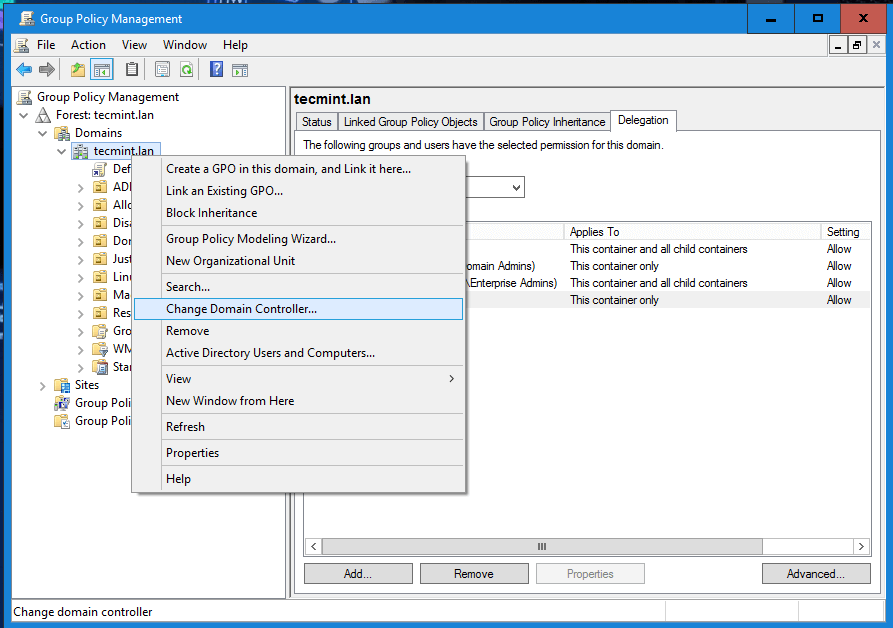 Group Policy Management
File Action View Window Help
Group Policy Management
Forest: tecmint.lan
Domains
tecmint.lan
Def
ADI
Allo
Disa
Dor
Just
Linu
Ma
Res
Gro
WM
Star
Sites
Group Poli
Group Poli
Create a GPO in this domain, and Link it here...
Link an Existing GPO...
Block Inheritance
Group Policy Modeling Wizard...
New Organizational Unit
Search...
Change Domain Controller...
Remove
Active Directory Users and Computers...
View
New Window from Here
Refresh
Properties
Help
tecmint.lan
Status Linked Group Policy Objects Group Policy Inheritance Delegation
The following groups and users have the selected permission for this domain.
Applies To Setting
This container and all child containers Allow
omain Admins) This container only Allow
\Enterprise Admins) This container and all child containers Allow
This container only Allow
Add... Remove Properties Advanced...
Change domain controller